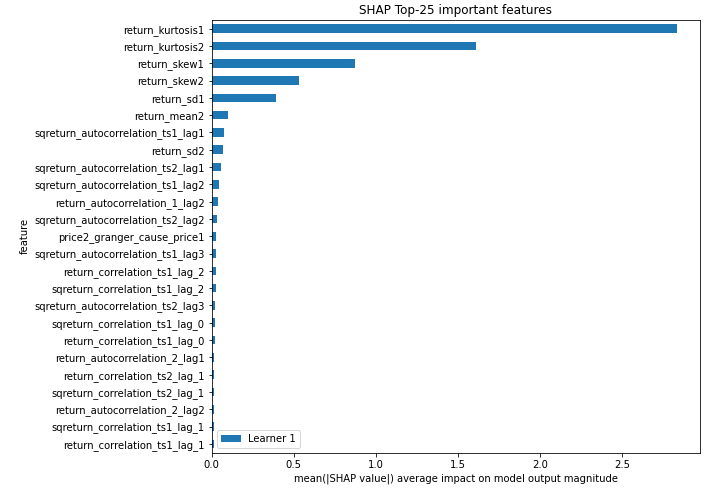 SHAP Top-25 important features
return_kurtosis1
return_kurtosis2
return_skew1
return_skew2
return_sd1
return_mean2
sqreturn_autocorrelation_ts1_lag1
return_sd2
sqreturn_autocorrelation_ts2_lag1
sqreturn_autocorrelation_ts1_lag2
return_autocorrelation_1_lag2
sqreturn_autocorrelation_ts2_lag2
price2_granger_cause_price1
sqreturn_autocorrelation_ts1_lag3
return_correlation_ts1_lag_2
sqreturn_correlation_ts1_lag_2
sqreturn_autocorrelation_ts2_lag3
sqreturn_correlation_ts1_lag_0
return_correlation_ts1_lag_0
return_autocorrelation_2_lag1
return_correlation_ts2_lag_1
sqreturn_correlation_ts2_lag_1
return_autocorrelation_2_lag2
sqreturn_correlation_ts1_lag_1
return_correlation_ts1_lag_1
feature
Learner 1
0.0 0.5 1.0 1.5 2.0 2.5
mean(|SHAP value|) average impact on model output magnitude